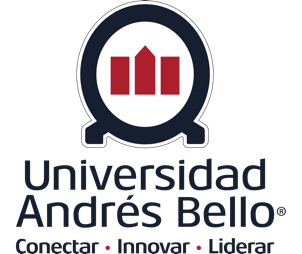 Universidad
Andrés Bello®
Conectar • Innovar • Liderar